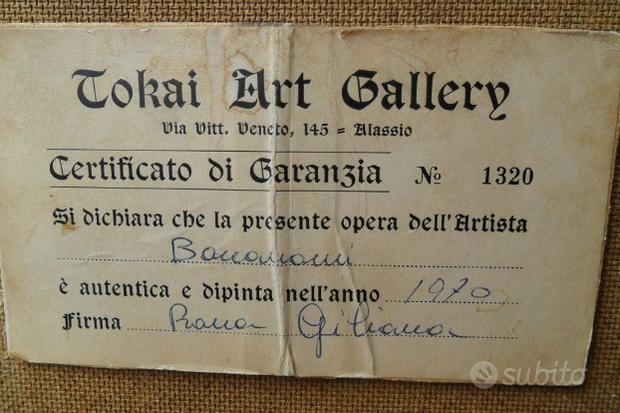 Tokai Art Gallery
Via Vitt. Veneto, 145 = Alassio
Certificato di Garanzia № 1320
Si dichiara che la presente opera dell'Artista
è autentica e dipinta nell'anno 1970
Firma
subito